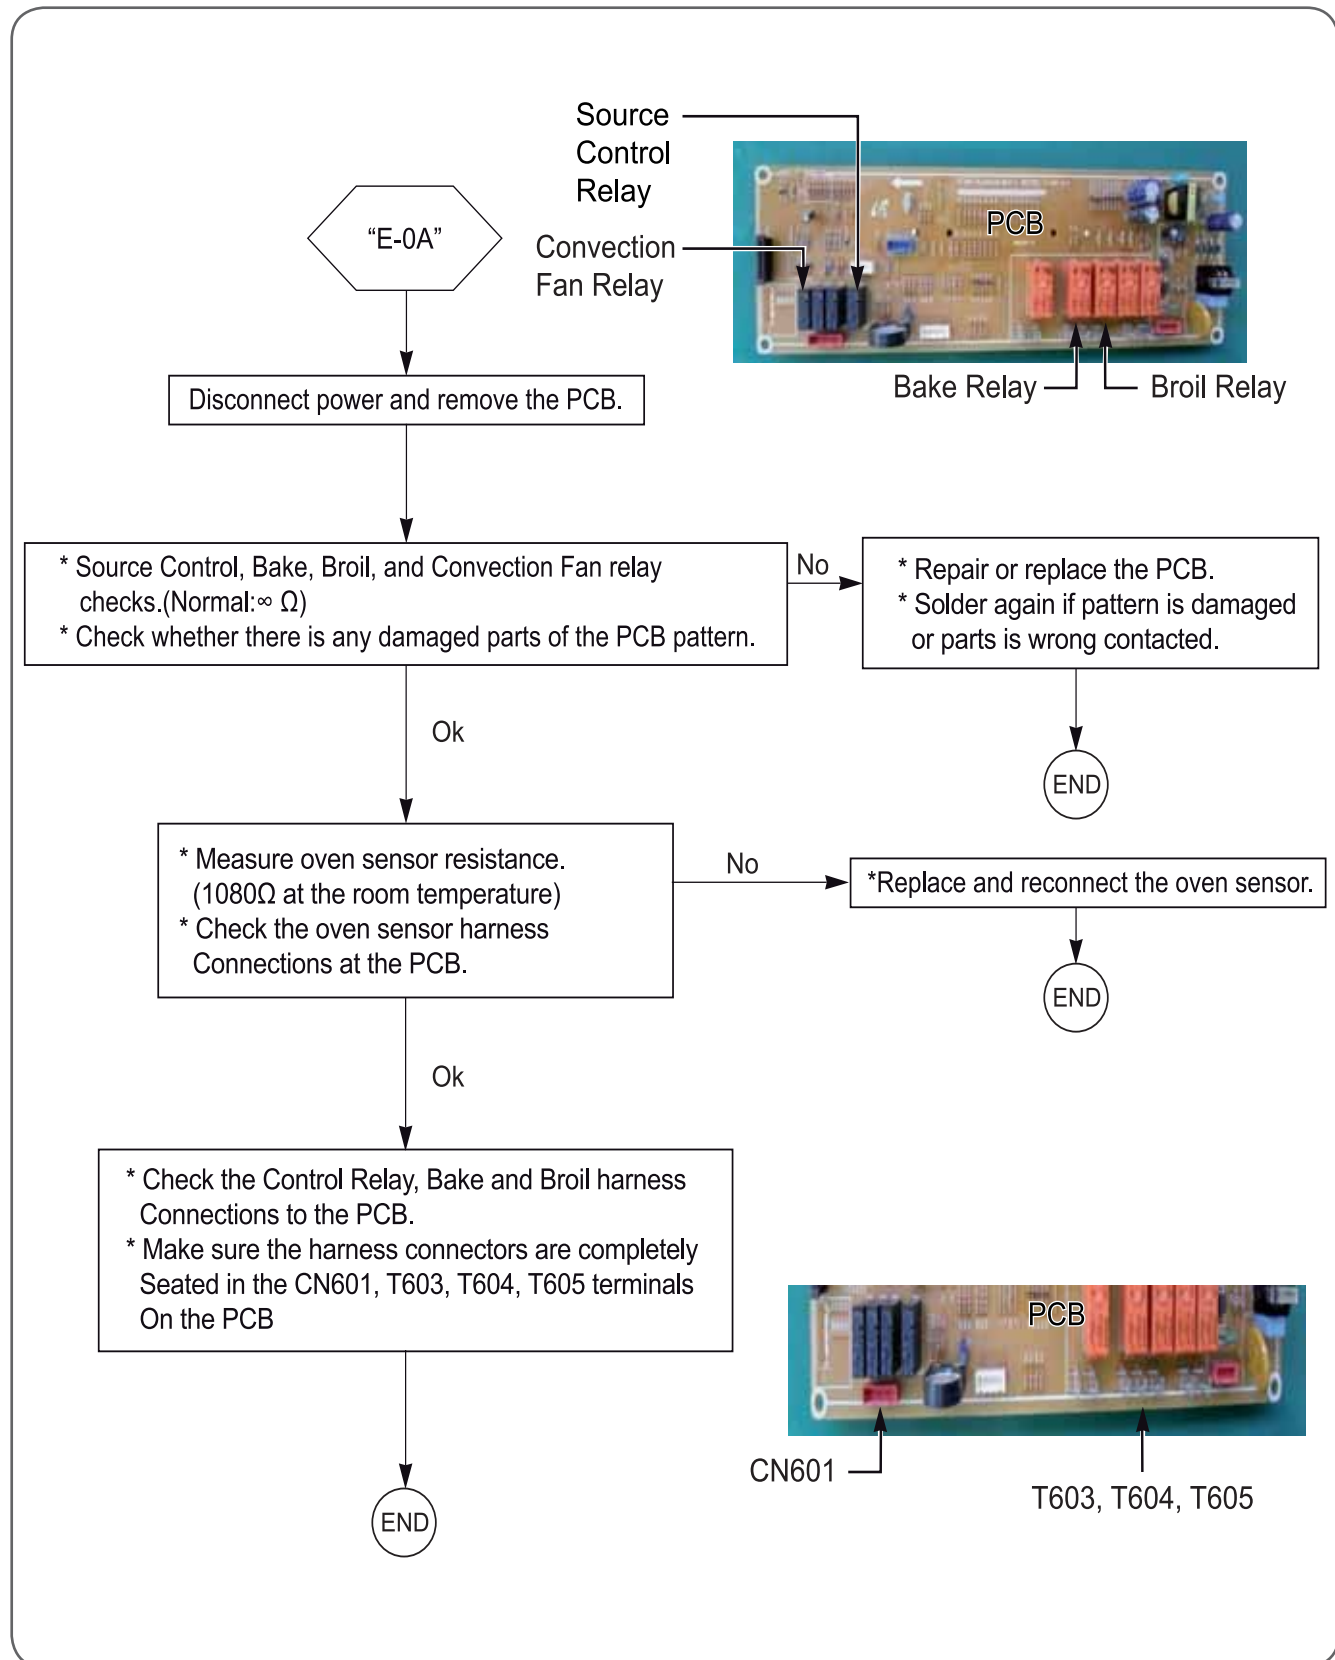 Source
Control
Relay
PCB
"E-0A"
Convection
Fan Relay
Bake Relay
Broil Relay
Disconnect power and remove the PCB.
* Source Control, Bake, Broil, and Convection Fan relay
checks.(Normal:∞ Ω)
* Check whether there is any damaged parts of the PCB pattern.
No
* Repair or replace the PCB.
* Solder again if pattern is damaged
or parts is wrong contacted.
Ok
END
* Measure oven sensor resistance.
(1080Ω at the room temperature)
* Check the oven sensor harness
Connections at the PCB.
No
*Replace and reconnect the oven sensor.
END
Ok
* Check the Control Relay, Bake and Broil harness
Connections to the PCB.
* Make sure the harness connectors are completely
Seated in the CN601, T603, T604, T605 terminals
On the PCB
PCB
CN601
T603, T604, T605
END